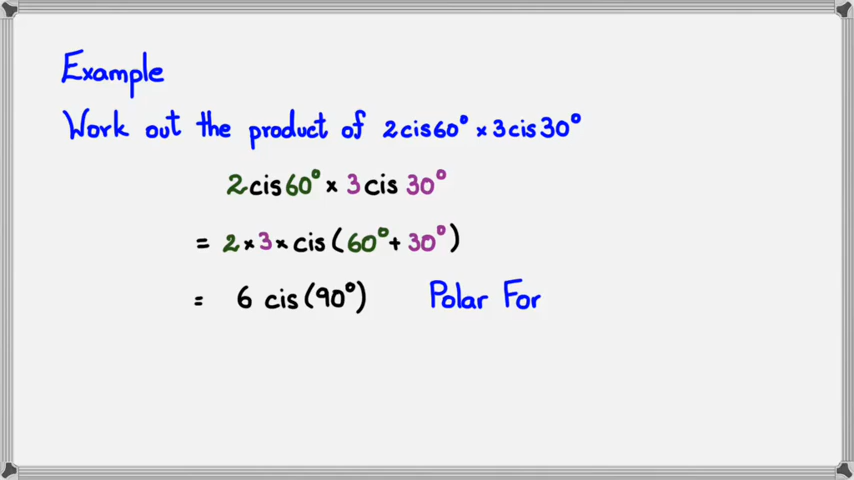 Example
Work out the product of 2cis60° × 3cis30°
2cis60° × 3cis 30°
= 2 × 3 × cis (60° + 30°)
= 6 cis (90°) Polar For